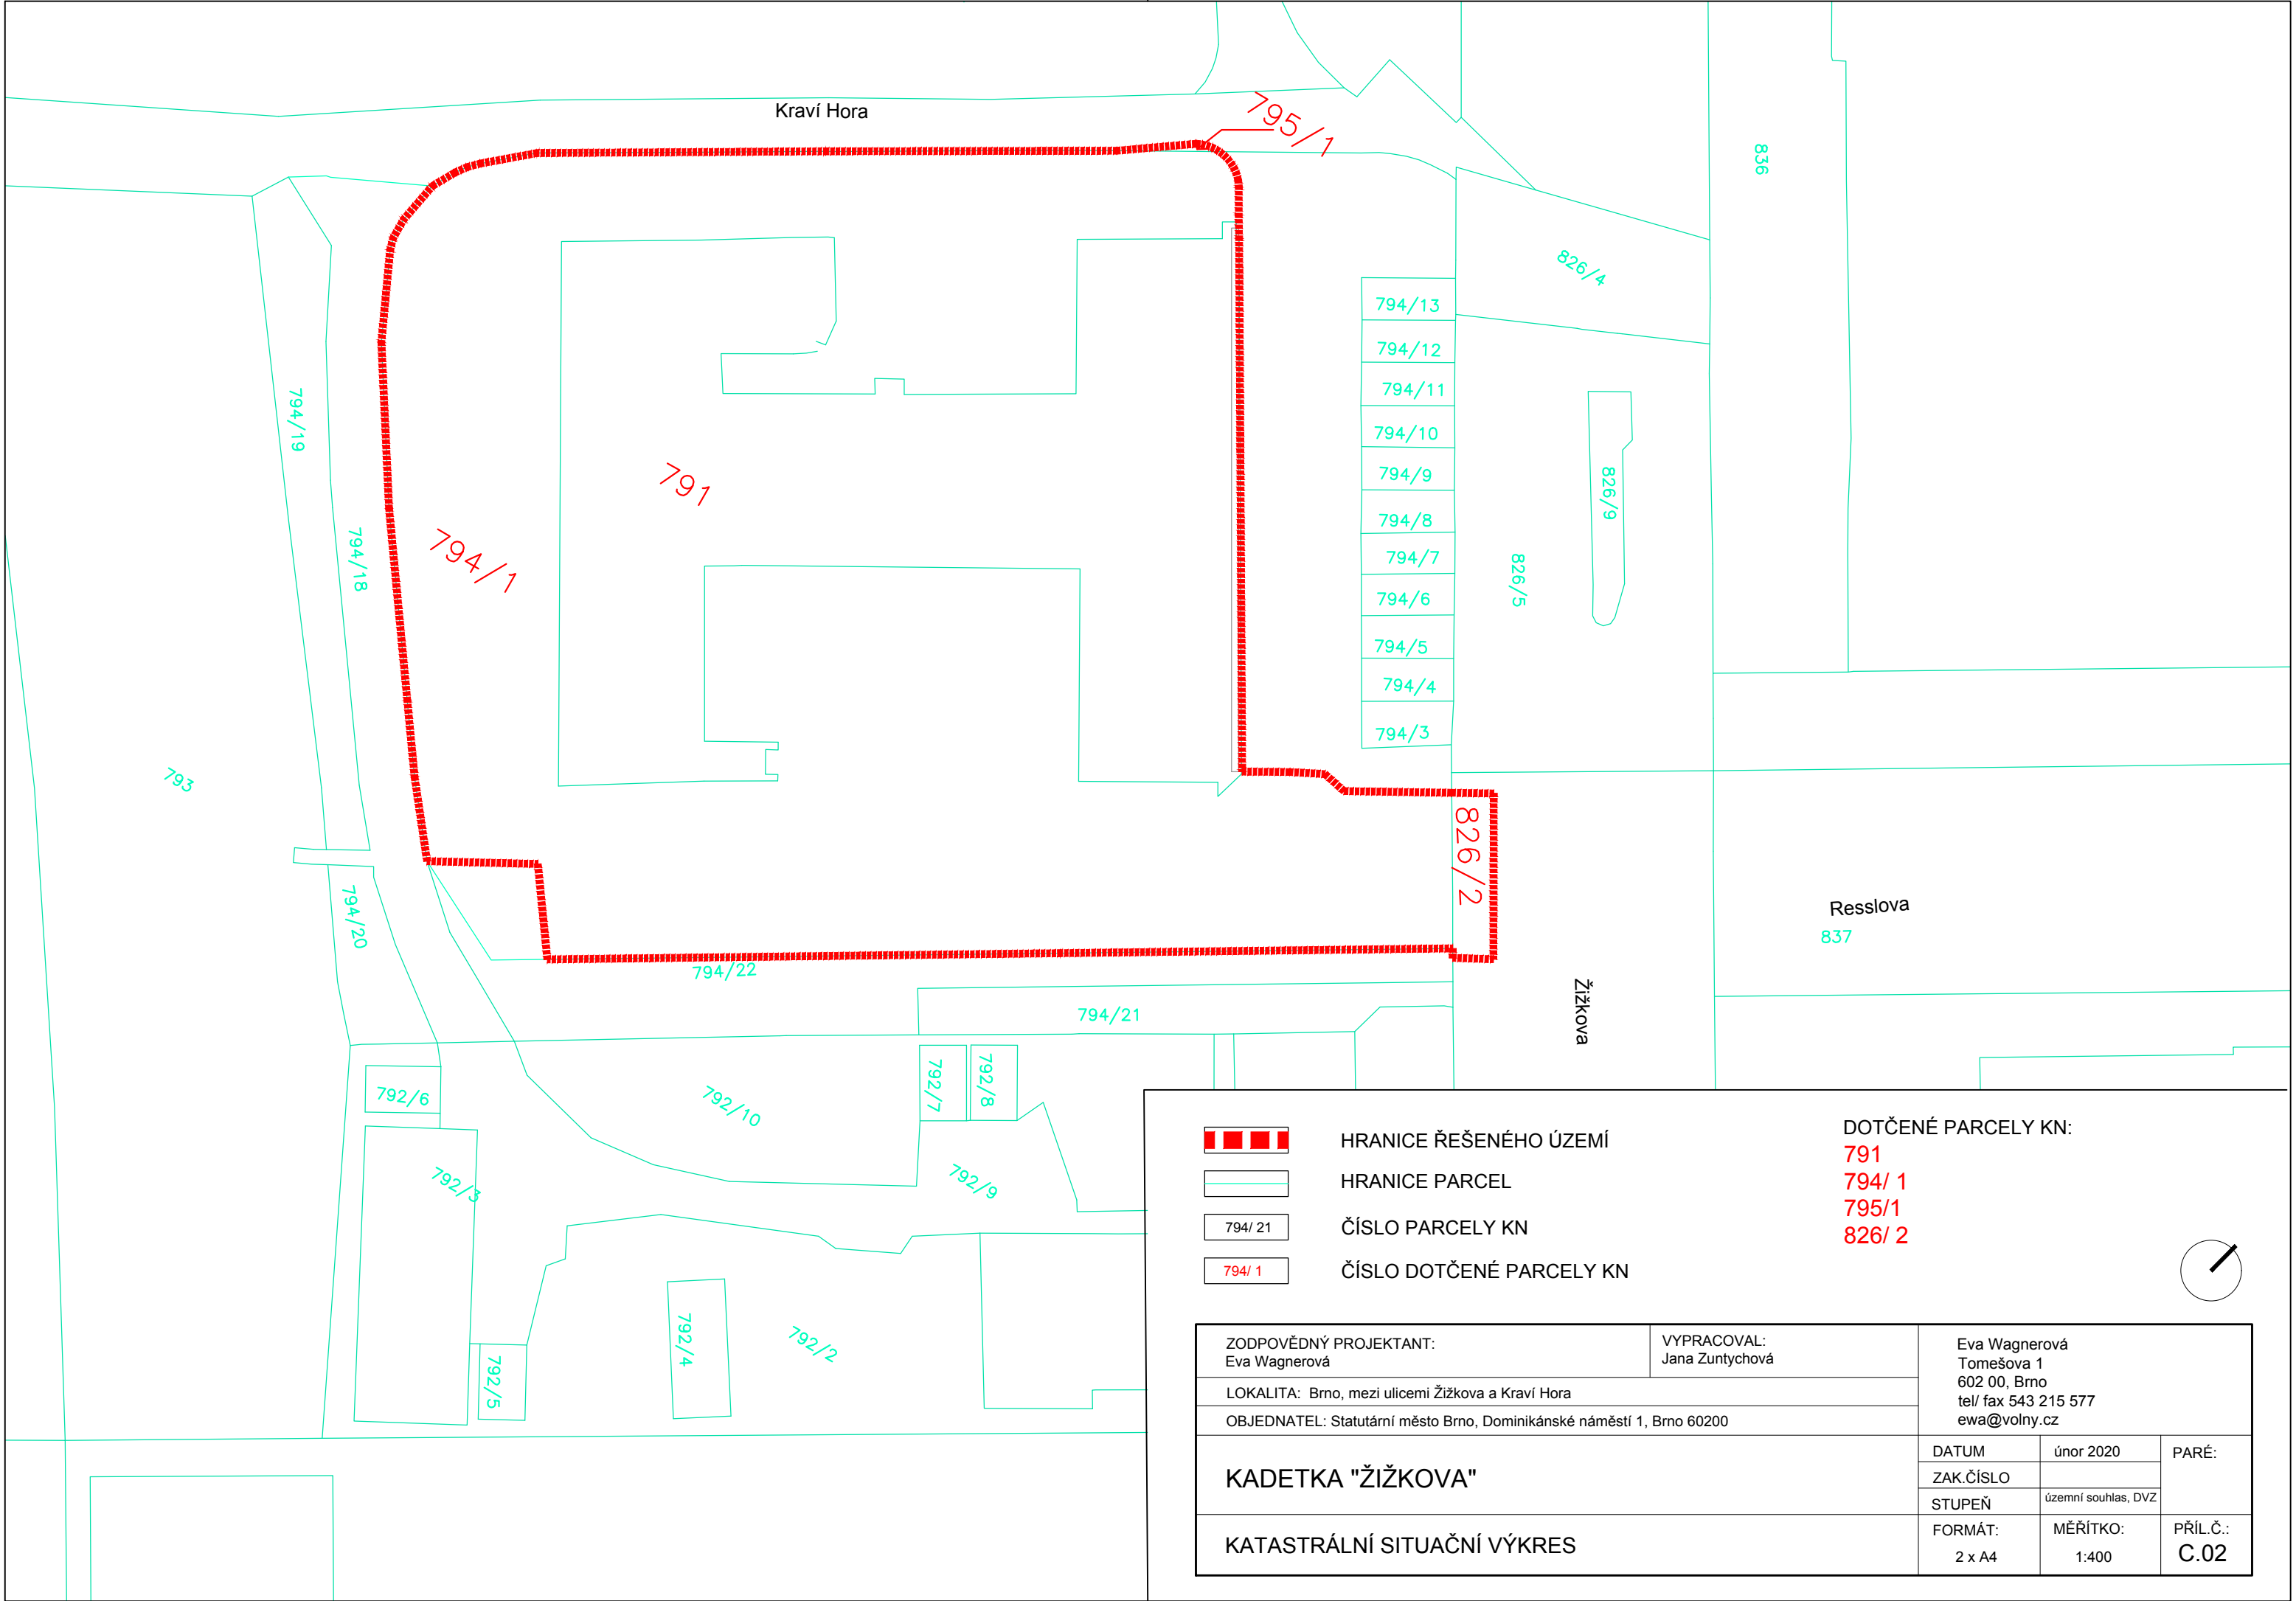 Kraví Hora
795/1
836
826/4
794/13
794/12
794/11
794/10
794/9
794/8
794/7
794/6
794/5
794/4
794/3
826/9
826/5
794/19
794/18
791
794/1
793
826/2
794/20
Resslova
837
794/22
794/21
Žižkova
792/6
792/10
792/7
792/8
792/3
792/9
792/4
792/2
792/5
HRANICE ŘEŠENÉHO ÚZEMÍ
HRANICE PARCEL
794/ 21
ČÍSLO PARCELY KN
794/ 1
ČÍSLO DOTČENÉ PARCELY KN
DOTČENÉ PARCELY KN:
791
794/ 1
795/1
826/ 2
ZODPOVĚDNÝ PROJEKTANT:
Eva Wagnerová
VYPRACOVAL:
Jana Zuntychová
Eva Wagnerová
Tomešova 1
602 00, Brno
tel/ fax 543 215 577
ewa@volny.cz
LOKALITA: Brno, mezi ulicemi Žižkova a Kraví Hora
OBJEDNATEL: Statutární město Brno, Dominikánské náměstí 1, Brno 60200
KADETKA "ŽIŽKOVA"
DATUM
únor 2020
PARÉ:
ZAK.ČÍSLO
STUPEŇ
územní souhlas, DVZ
KATASTRÁLNÍ SITUAČNÍ VÝKRES
FORMÁT:
2 x A4
MĚŘÍTKO:
1:400
PŘÍL.Č.:
C.02